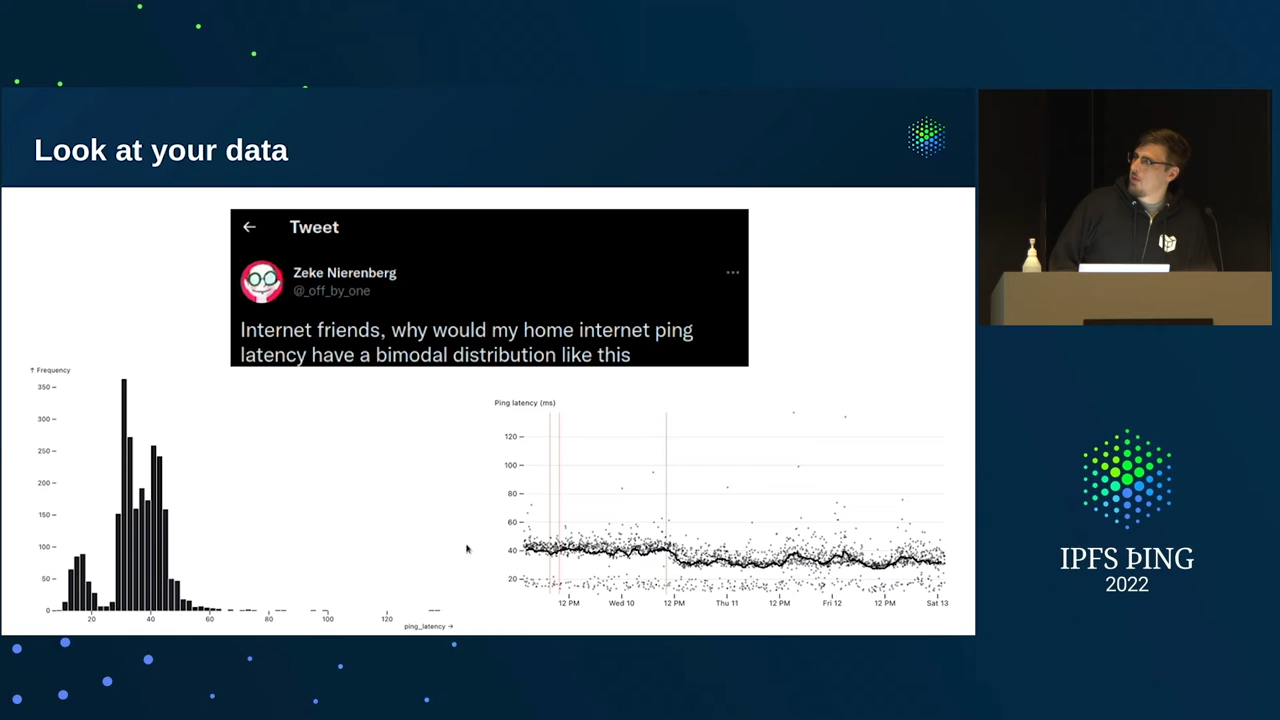 Look at your data
Tweet
Zeke Nierenberg
@_off_by_one
Internet friends, why would my home internet ping
latency have a bimodal distribution like this
↑ Frequency
350
300
250
200
150
100
50
0
20
40
60
80
100
120
ping_latency →
Ping latency (ms)
120
100
80
60
40
20
12 PM
Wed 10
12 PM
Thu 11
12 PM
Fri 12
12 PM
Sat 13
IPFS ÞING
2022